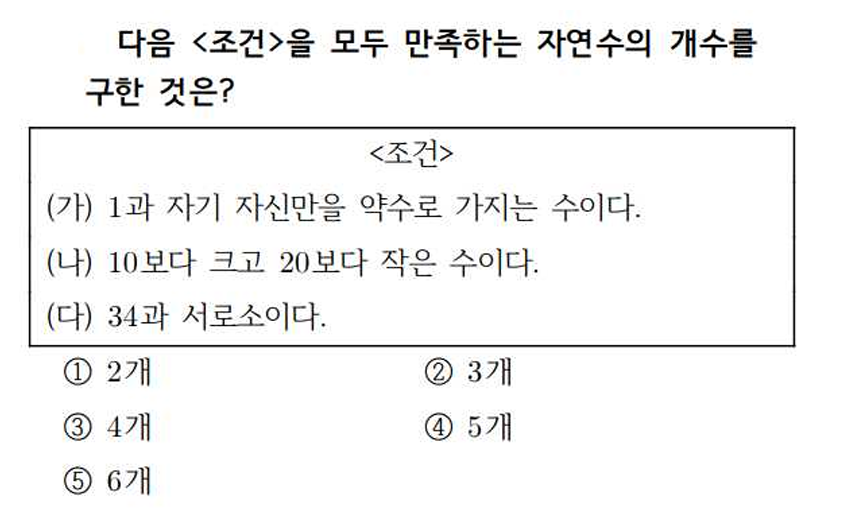 다음 <조건>을 모두 만족하는 자연수의 개수를
구한 것은?
<조건>
(가) 1과 자기 자신만을 약수로 가지는 수이다.
(나) 10보다 크고 20보다 작은 수이다.
(다) 34과 서로소이다.
① 2개 ② 3개
③ 4개 ④ 5개
⑤ 6개